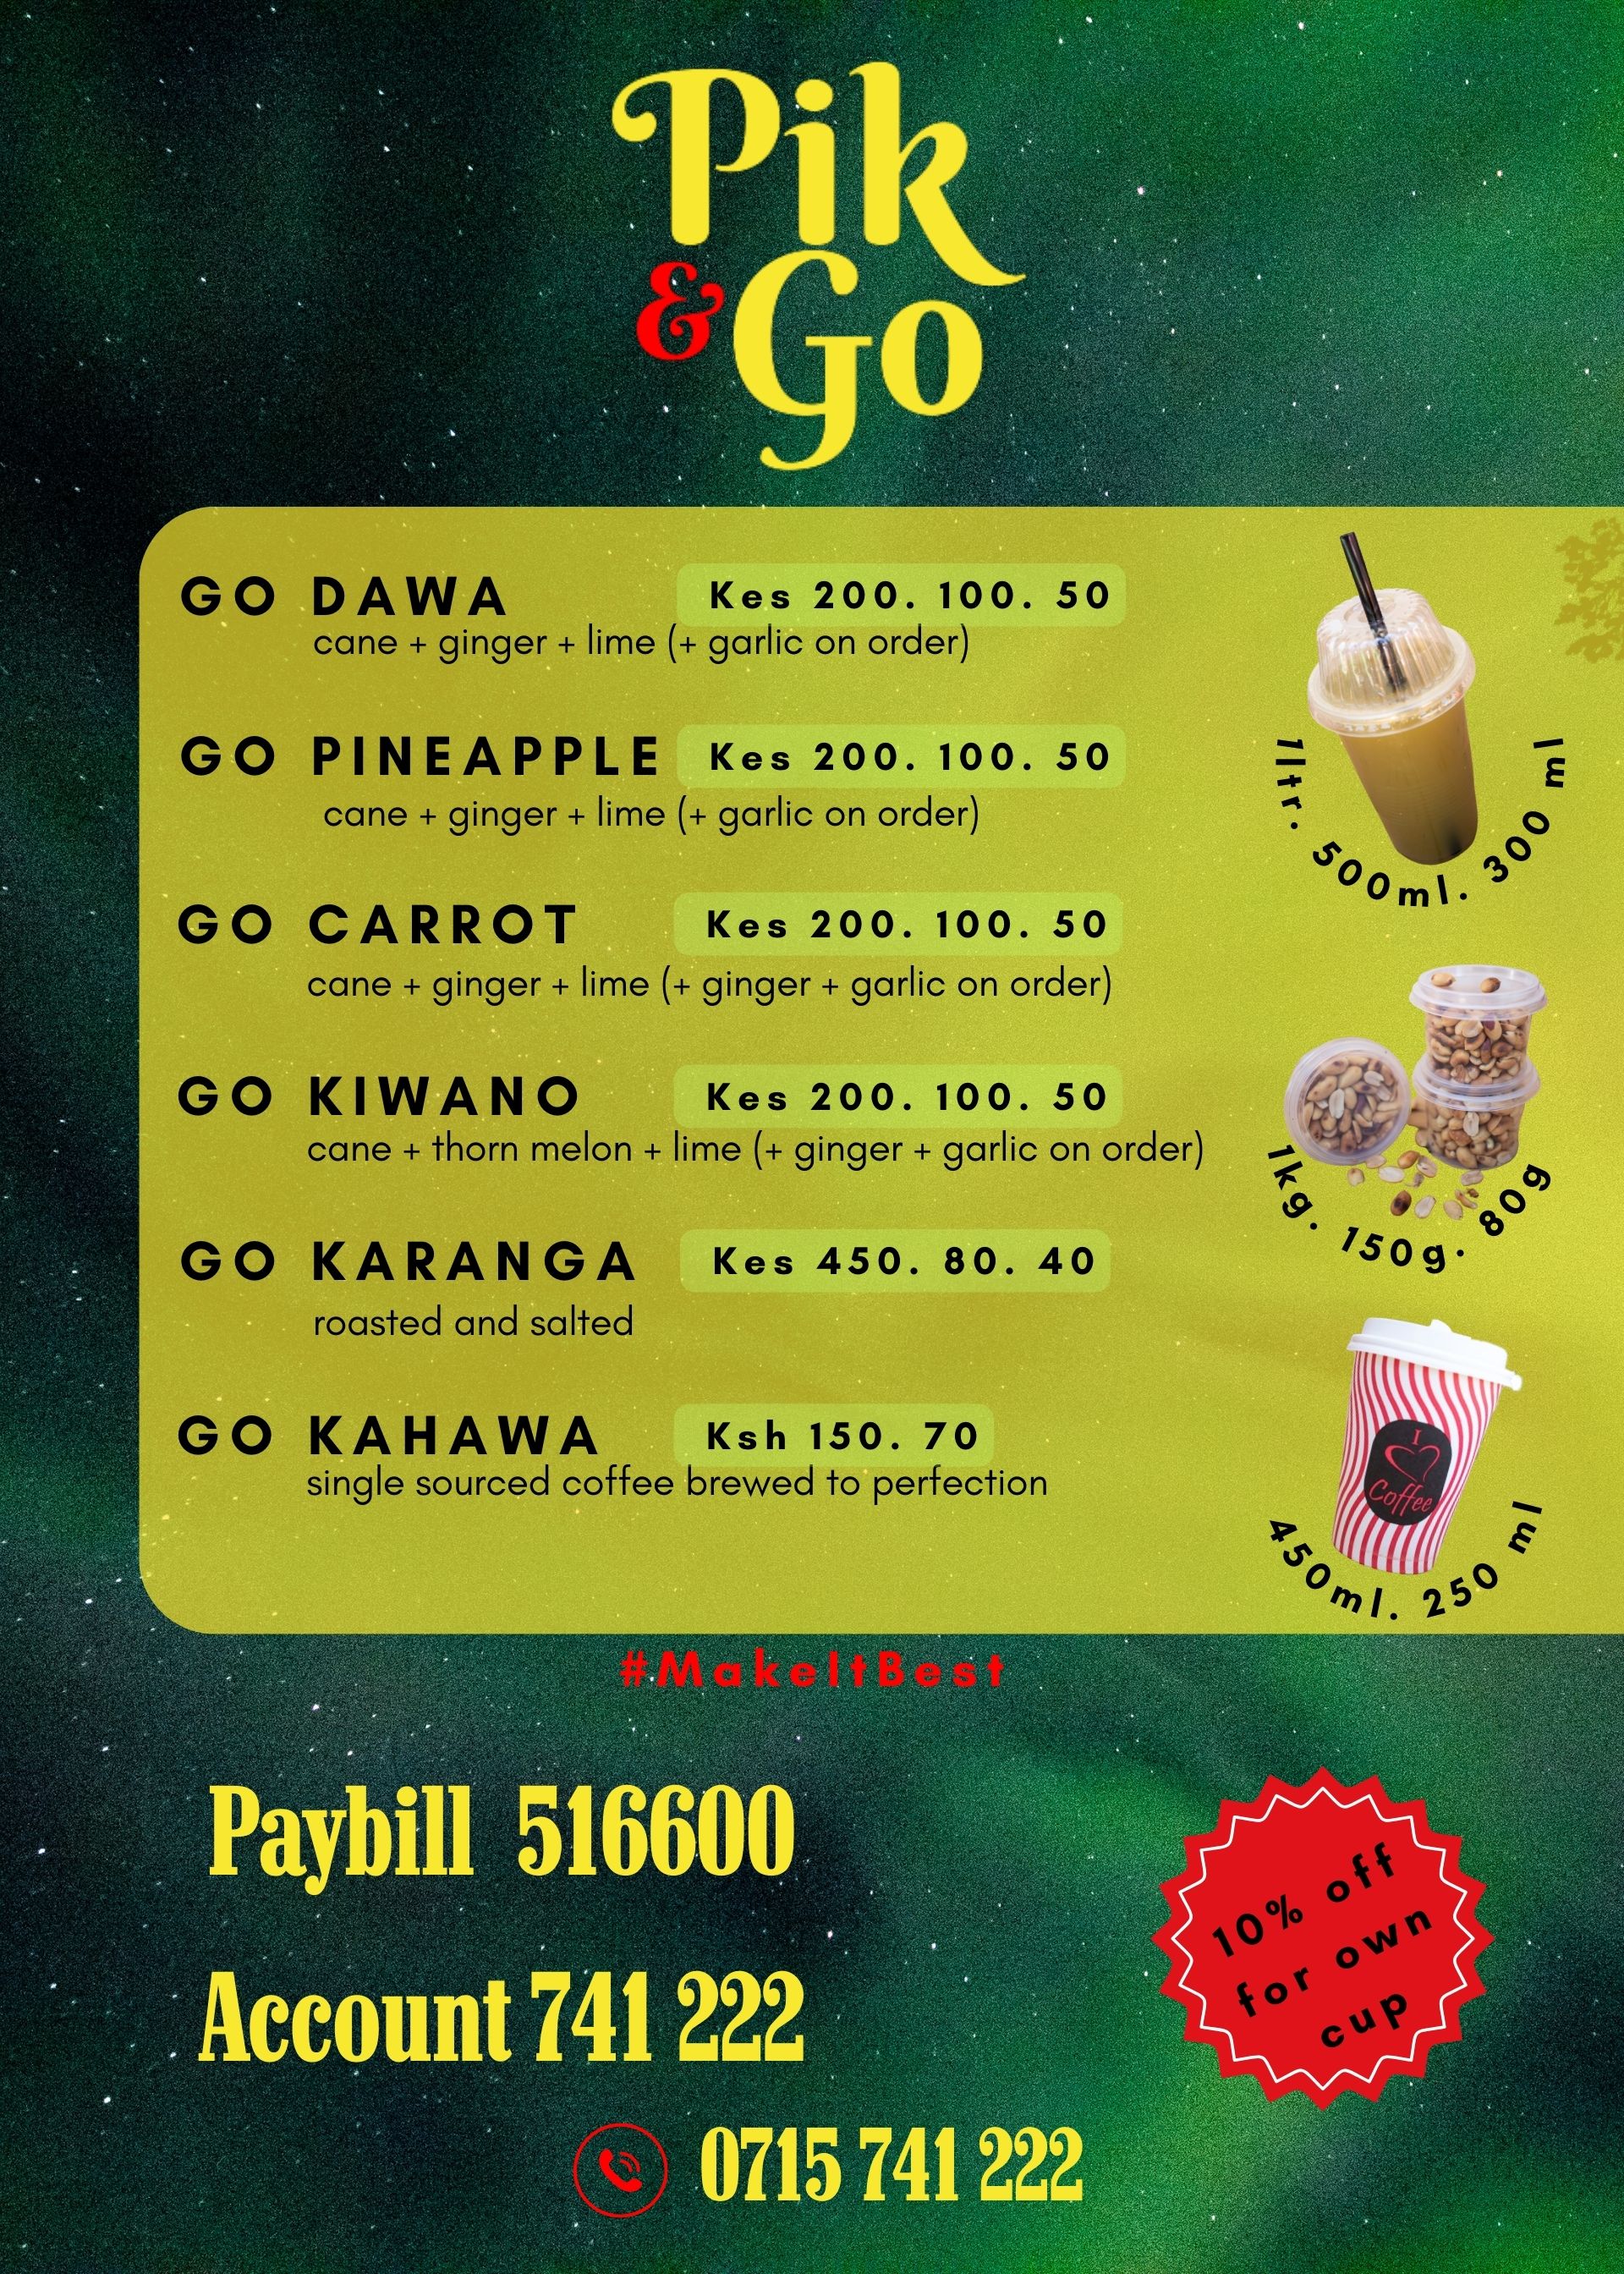 Pik
& Go
GO DAWA Kes 200. 100. 50
cane + ginger + lime (+ garlic on order)
GO PINEAPPLE Kes 200. 100. 50
cane + ginger + lime (+ garlic on order)
1ltr. 500ml. 300 ml
GO CARROT Kes 200. 100. 50
cane + ginger + lime (+ ginger + garlic on order)
GO KIWANO Kes 200. 100. 50
cane + thorn melon + lime (+ ginger + garlic on order)
1kg. 150g. 80g
GO KARANGA Kes 450. 80. 40
roasted and salted
GO KAHAWA Ksh 150. 70
single sourced coffee brewed to perfection
I
Coffee
450ml. 250 ml
#MakeItBest
Paybill 516600
Account 741 222
10% off
for own
cup
0715 741 222